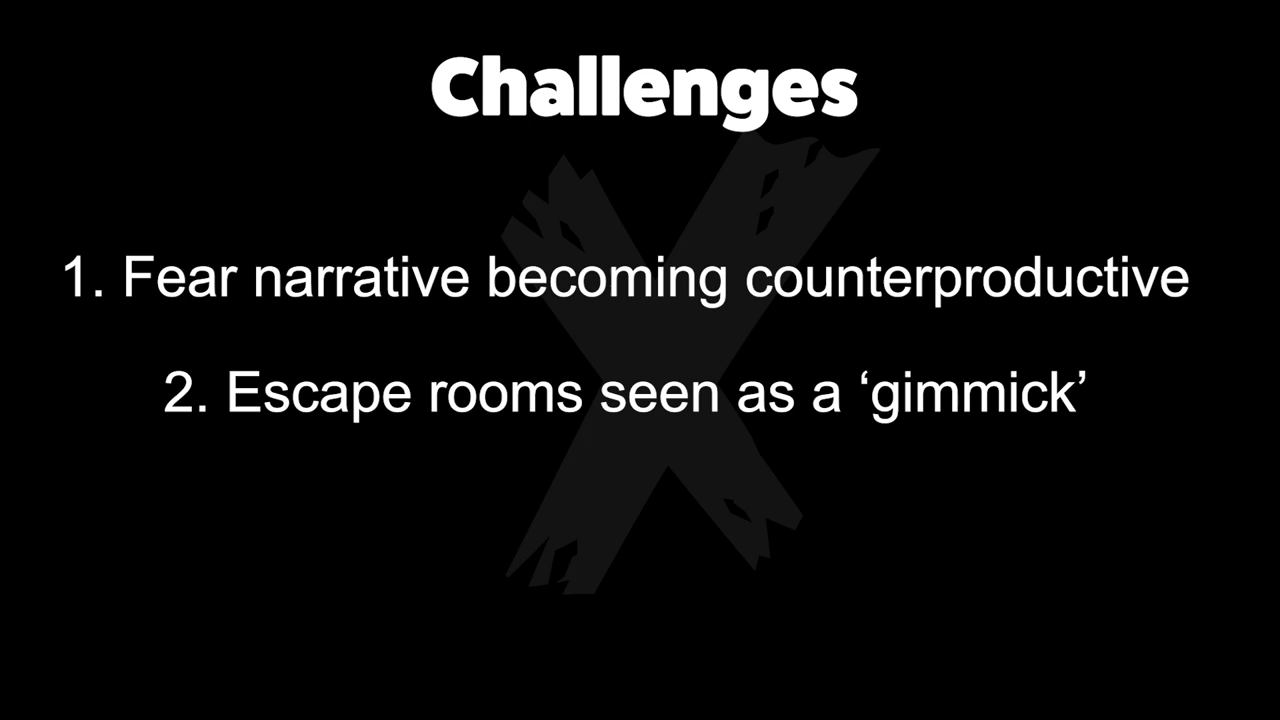 Challenges
1. Fear narrative becoming counterproductive
2. Escape rooms seen as a ‘gimmick’